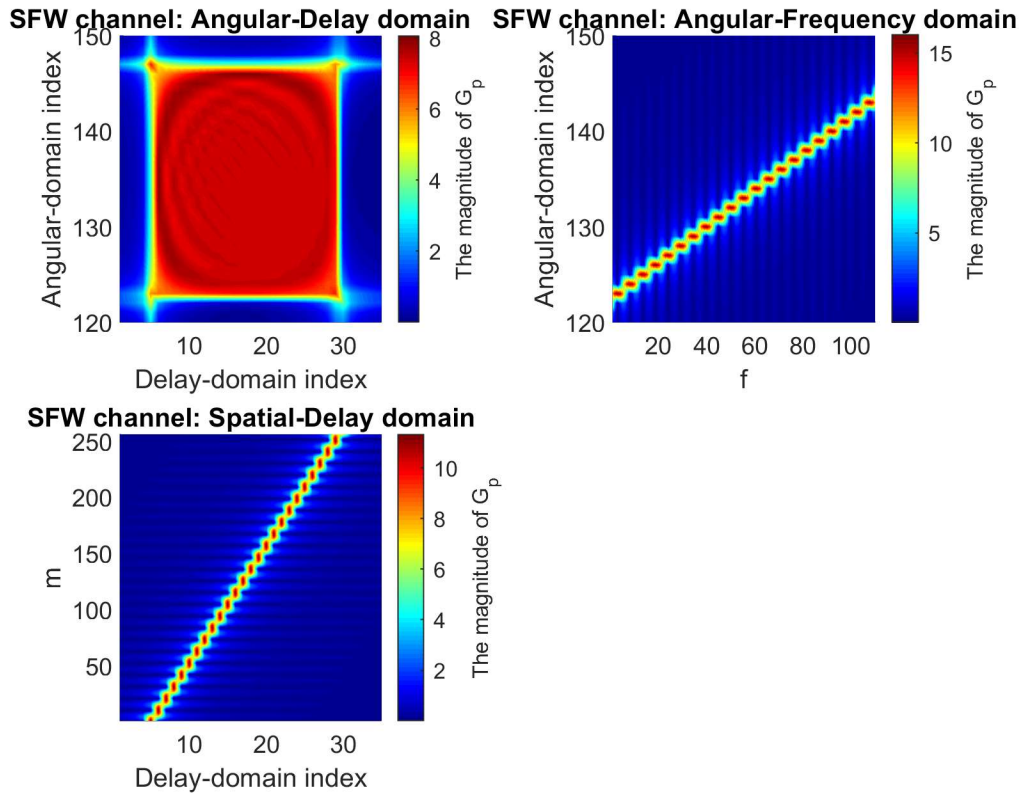 SFW channel: Angular-Delay domain
150
140
130
120
Angular-domain index
10 20 30
Delay-domain index
8
6
4
2
The magnitude of G_p
SFW channel: Angular-Frequency domain
150
140
130
120
Angular-domain index
20 40 60 80 100
f
15
10
5
The magnitude of G_p
SFW channel: Spatial-Delay domain
250
200
150
100
50
m
10 20 30
Delay-domain index
10
8
6
4
2
The magnitude of G_p